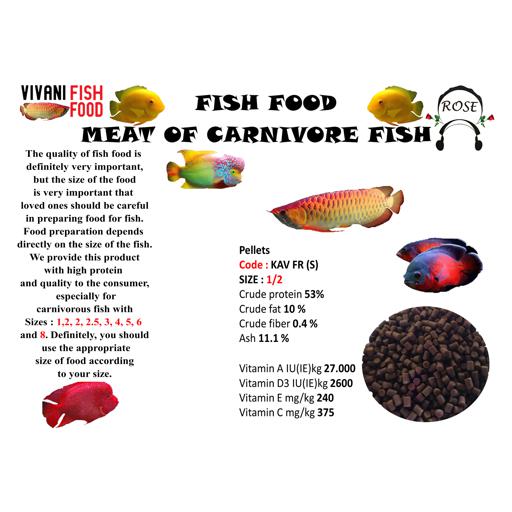 VIVANI FISH
FOOD
FISH FOOD
MEAT OF CARNIVORE FISH
ROSE
The quality of fish food is
definitely very important,
but the size of the food
is very important that
loved ones should be careful
in preparing food for fish.
Food preparation depends
directly on the size of the fish.
We provide this product
with high protein
and quality to the consumer,
especially for
carnivorous fish with
Sizes : 1,2, 2, 2.5, 3, 4, 5, 6
and 8. Definitely, you should
use the appropriate
size of food according
to your size.
Pellets
Code : KAV FR (S)
SIZE : 1/2
Crude protein 53%
Crude fat 10 %
Crude fiber 0.4 %
Ash 11.1 %
Vitamin A IU(IE)kg 27.000
Vitamin D3 IU(IE)kg 2600
Vitamin E mg/kg 240
Vitamin C mg/kg 375